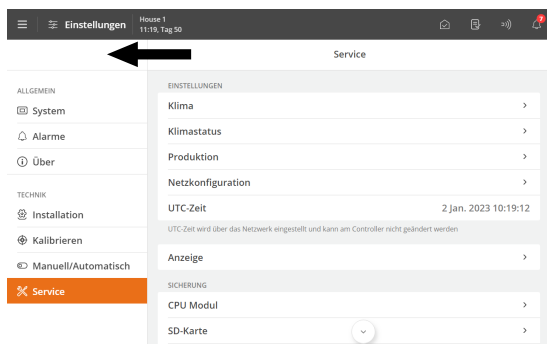 Einstellungen
House 1
11:19, Tag 50
7
Service
ALLGEMEIN
System
Alarme
Über
TECHNIK
Installation
Kalibrieren
Manuell/Automatisch
Service
EINSTELLUNGEN
Klima
Klimastatus
Produktion
Netzkonfiguration
UTC-Zeit 2 Jan. 2023 10:19:12
UTC-Zeit wird über das Netzwerk eingestellt und kann am Controller nicht geändert werden
Anzeige
SICHERUNG
CPU Modul
SD-Karte